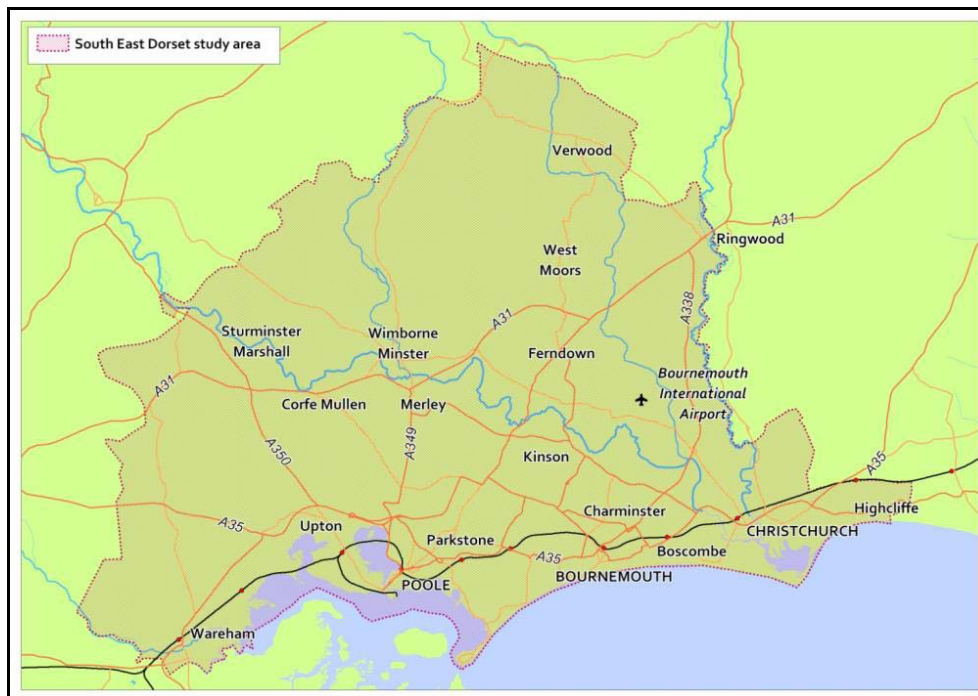 South East Dorset study area
Verwood
A31
Ringwood
West
Moors
A338
A31
Sturminster
Marshall
Wimborne
Minster
Ferndown
Bournemouth
International
Airport
A31
Corfe Mullen
Merley
A349
A350
Kinson
A35
A35
Upton
Charminster
Highcliffe
CHRISTCHURCH
Parkstone
A35
Boscombe
POOLE
BOURNEMOUTH
Wareham